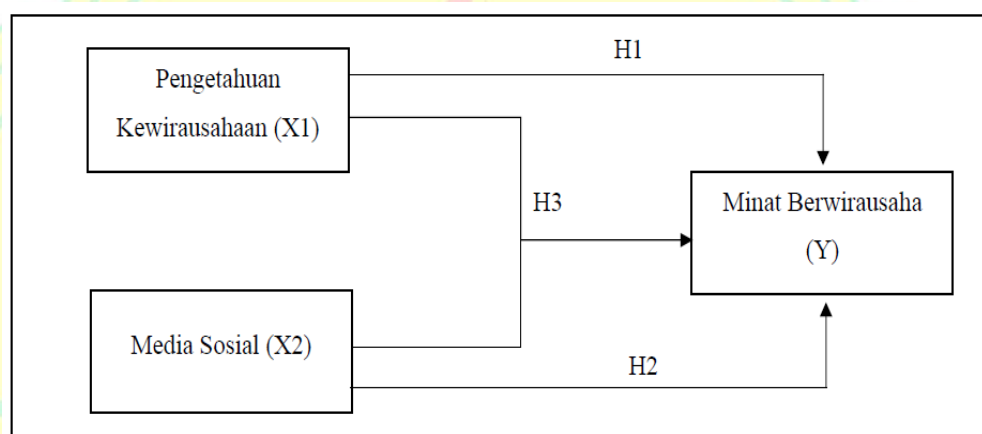 H1
Pengetahuan
Kewirausahaan (X1)
H3
Minat Berwirausaha
(Y)
Media Sosial (X2)
H2